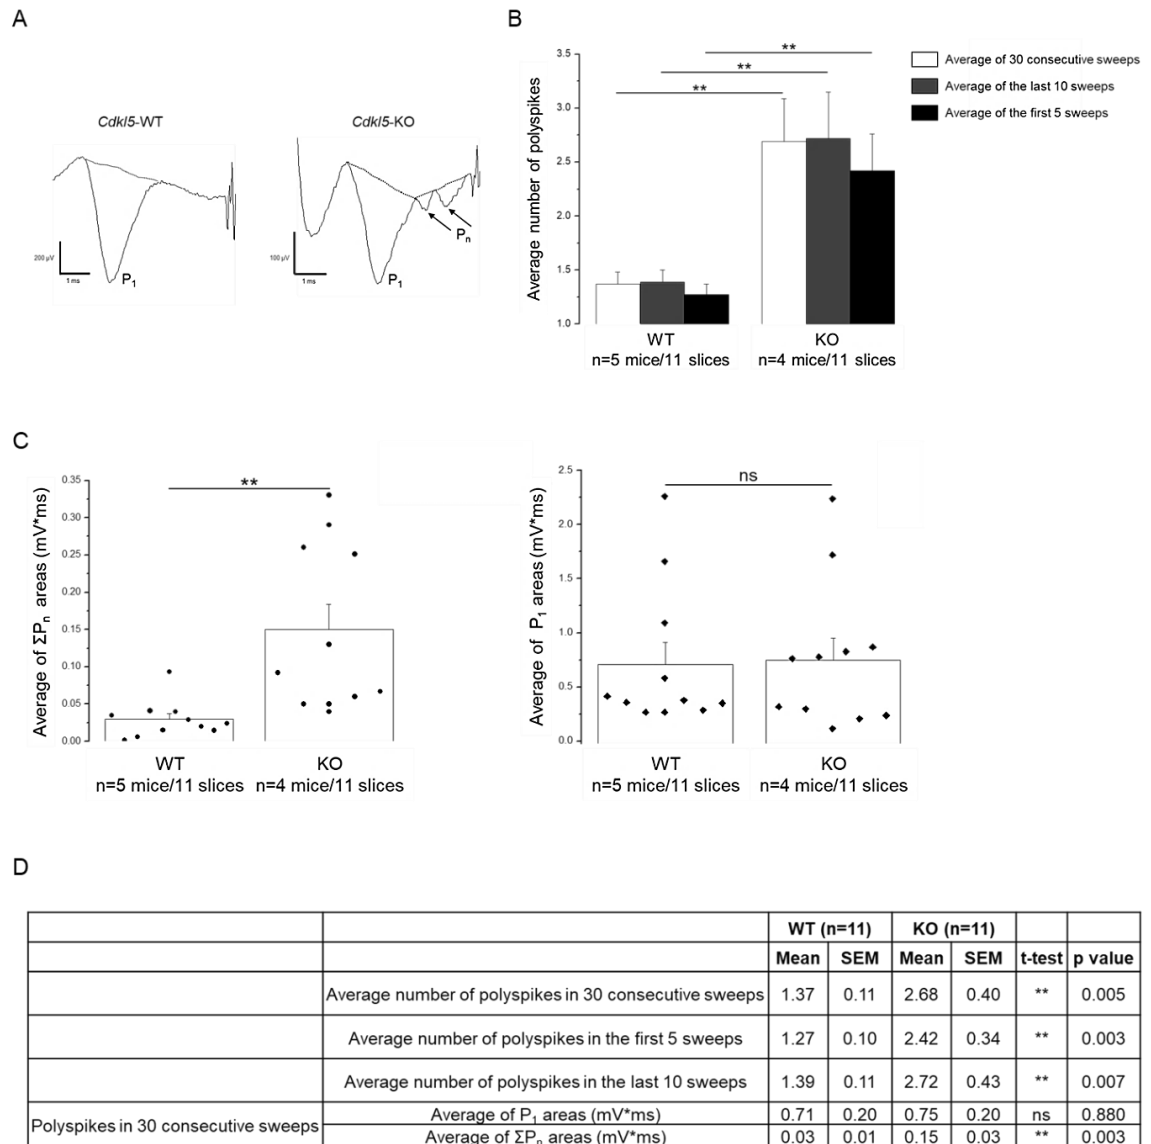 A
B
Cdkl5-WT
Cdkl5-KO
200 µV
1 ms
P1
100 µV
1 ms
P1
Pn
Average number of polyspikes
3.5
3.0
2.5
2.0
1.5
1.0
**
**
**
WT
n=5 mice/11 slices
KO
n=4 mice/11 slices
Average of 30 consecutive sweeps
Average of the last 10 sweeps
Average of the first 5 sweeps
C
Average of ΣPn areas (mV*ms)
0.35
0.30
0.25
0.20
0.15
0.10
0.05
0.00
**
WT
n=5 mice/11 slices
KO
n=4 mice/11 slices
Average of P1 areas (mV*ms)
2.5
2.0
1.5
1.0
0.5
0.0
ns
WT
n=5 mice/11 slices
KO
n=4 mice/11 slices
D
WT (n=11) KO (n=11)
Mean SEM Mean SEM t-test p value
Average number of polyspikes in 30 consecutive sweeps 1.37 0.11 2.68 0.40 ** 0.005
Average number of polyspikes in the first 5 sweeps 1.27 0.10 2.42 0.34 ** 0.003
Average number of polyspikes in the last 10 sweeps 1.39 0.11 2.72 0.43 ** 0.007
Polyspikes in 30 consecutive sweeps
Average of P1 areas (mV*ms) 0.71 0.20 0.75 0.20 ns 0.880
Average of ΣPn areas (mV*ms) 0.03 0.01 0.15 0.03 ** 0.003